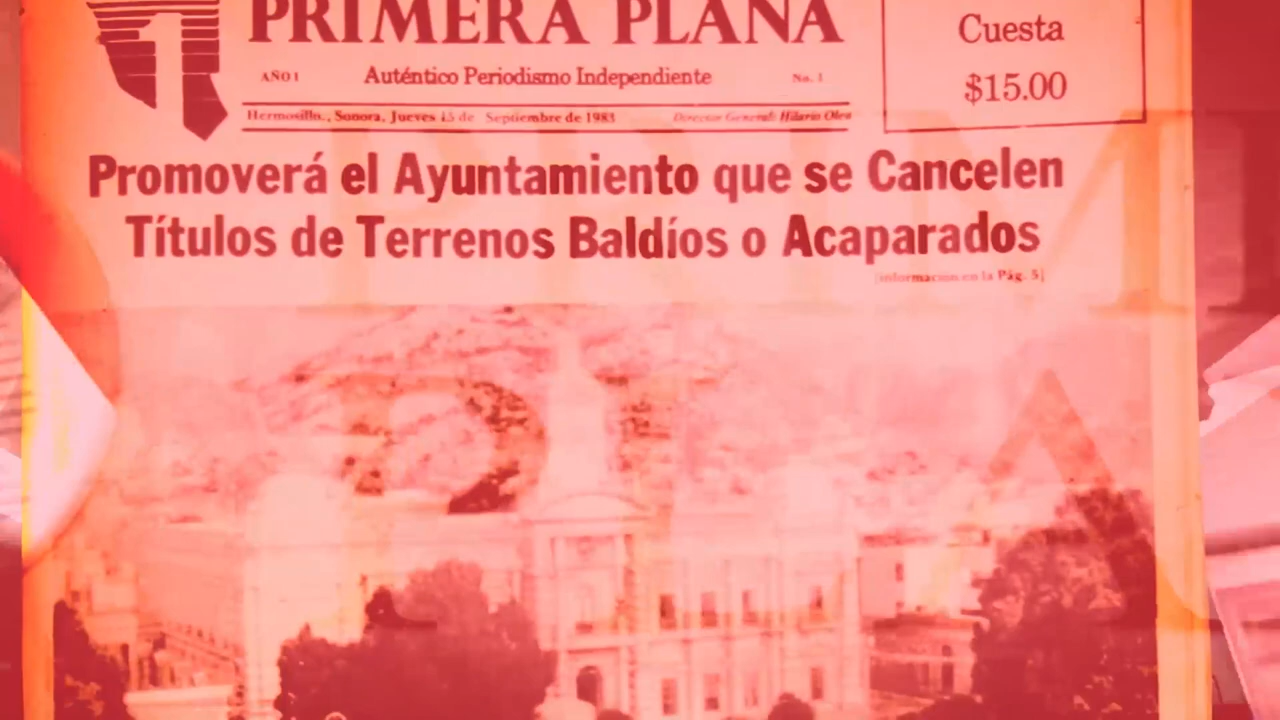 PRIMERA PLANA
AÑO I
Auténtico Periodismo Independiente
No. 1
Hermosillo., Sonora, Jueves 15 de Septiembre de 1983
Director General: Hilario Olea
Cuesta
$15.00
Promoverá el Ayuntamiento que se Cancelen
Títulos de Terrenos Baldíos o Acaparados
[información en la Pág. 5]